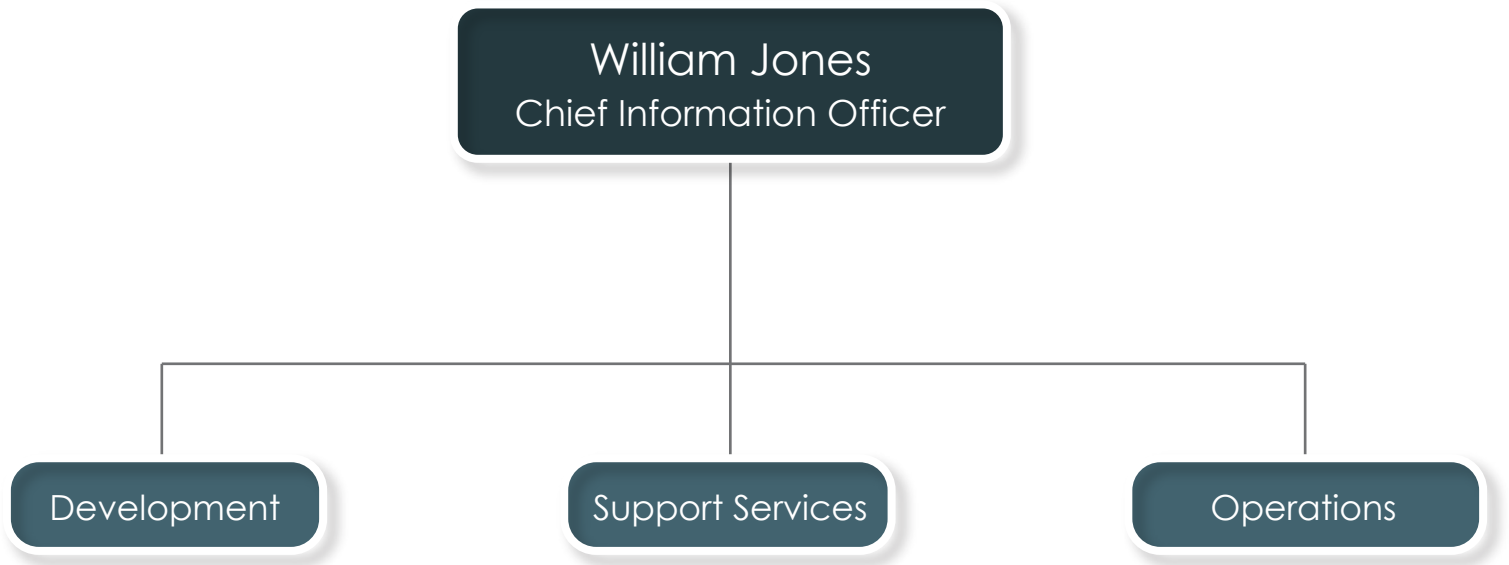 William Jones
Chief Information Officer
Development
Support Services
Operations